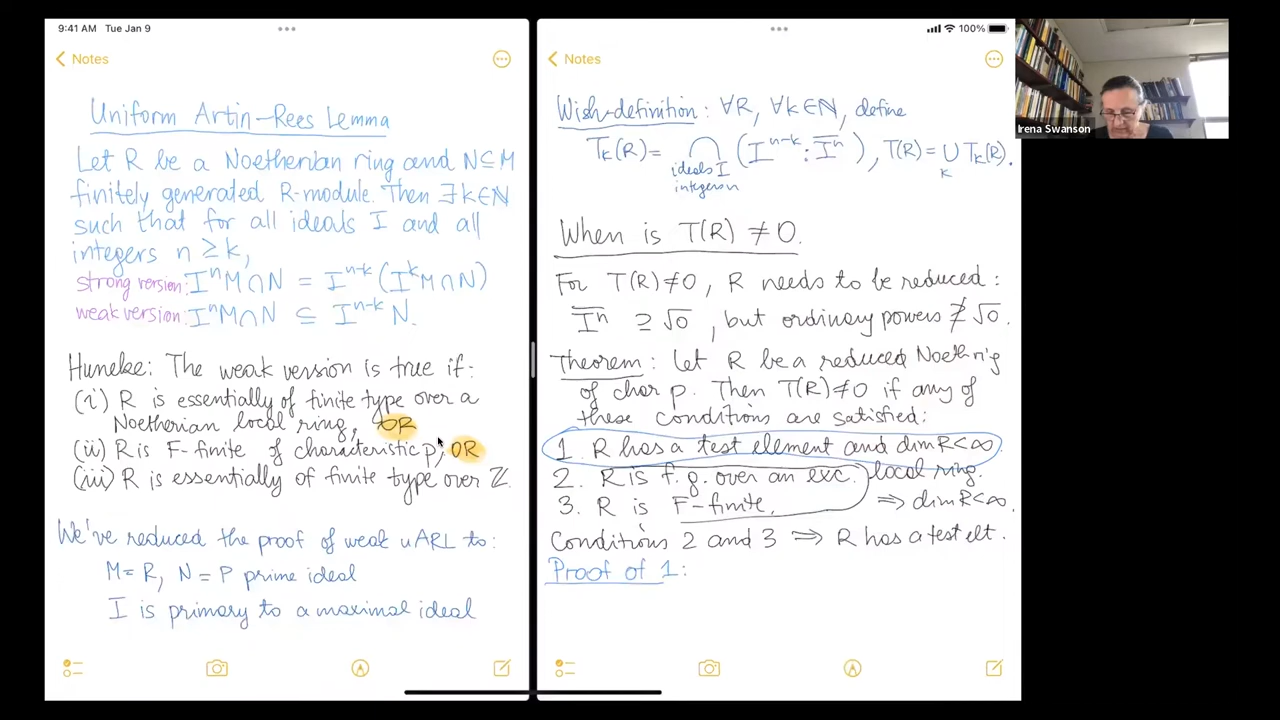 9:41 AM Tue Jan 9
Notes
Uniform Artin-Rees Lemma
Let R be a Noetherian ring and N⊆M
finitely generated R-module. Then ∃k∈ℕ
such that for all ideals I and all
integers n ≥ k,
strong version: IⁿM∩N = Iⁿ⁻ᵏ(IᵏM∩N)
weak version: IⁿM∩N ⊆ Iⁿ⁻ᵏN.
Huneke: The weak version is true if:
(i) R is essentially of finite type over a
Noetherian local ring, OR
(ii) R is F-finite of characteristic p, OR
(iii) R is essentially of finite type over ℤ.
We've reduced the proof of weak uARL to:
M=R, N=P prime ideal
I is primary to a maximal ideal
100%
Notes
Wish-definition: ∀R, ∀k∈ℕ, define
T_k(R) = ∩ (Iⁿ⁻ᵏ : I̅ⁿ̅), T(R) = ∪ T_k(R).
ideals I k
integers n
When is T(R) ≠ 0.
For T(R)≠0, R needs to be reduced:
I̅ⁿ̅ ⊇ √0, but ordinary powers ⊉ √0.
Theorem: Let R be a reduced Noeth ring
of char p. Then T(R)≠0 if any of
these conditions are satisfied:
1. R has a test element and dim R<∞
2. R is f.g. over an exc. local ring.
3. R is F-finite. ⇒ dim R<∞.
Conditions 2 and 3 ⇒ R has a test elt.
Proof of 1:
Irena Swanson